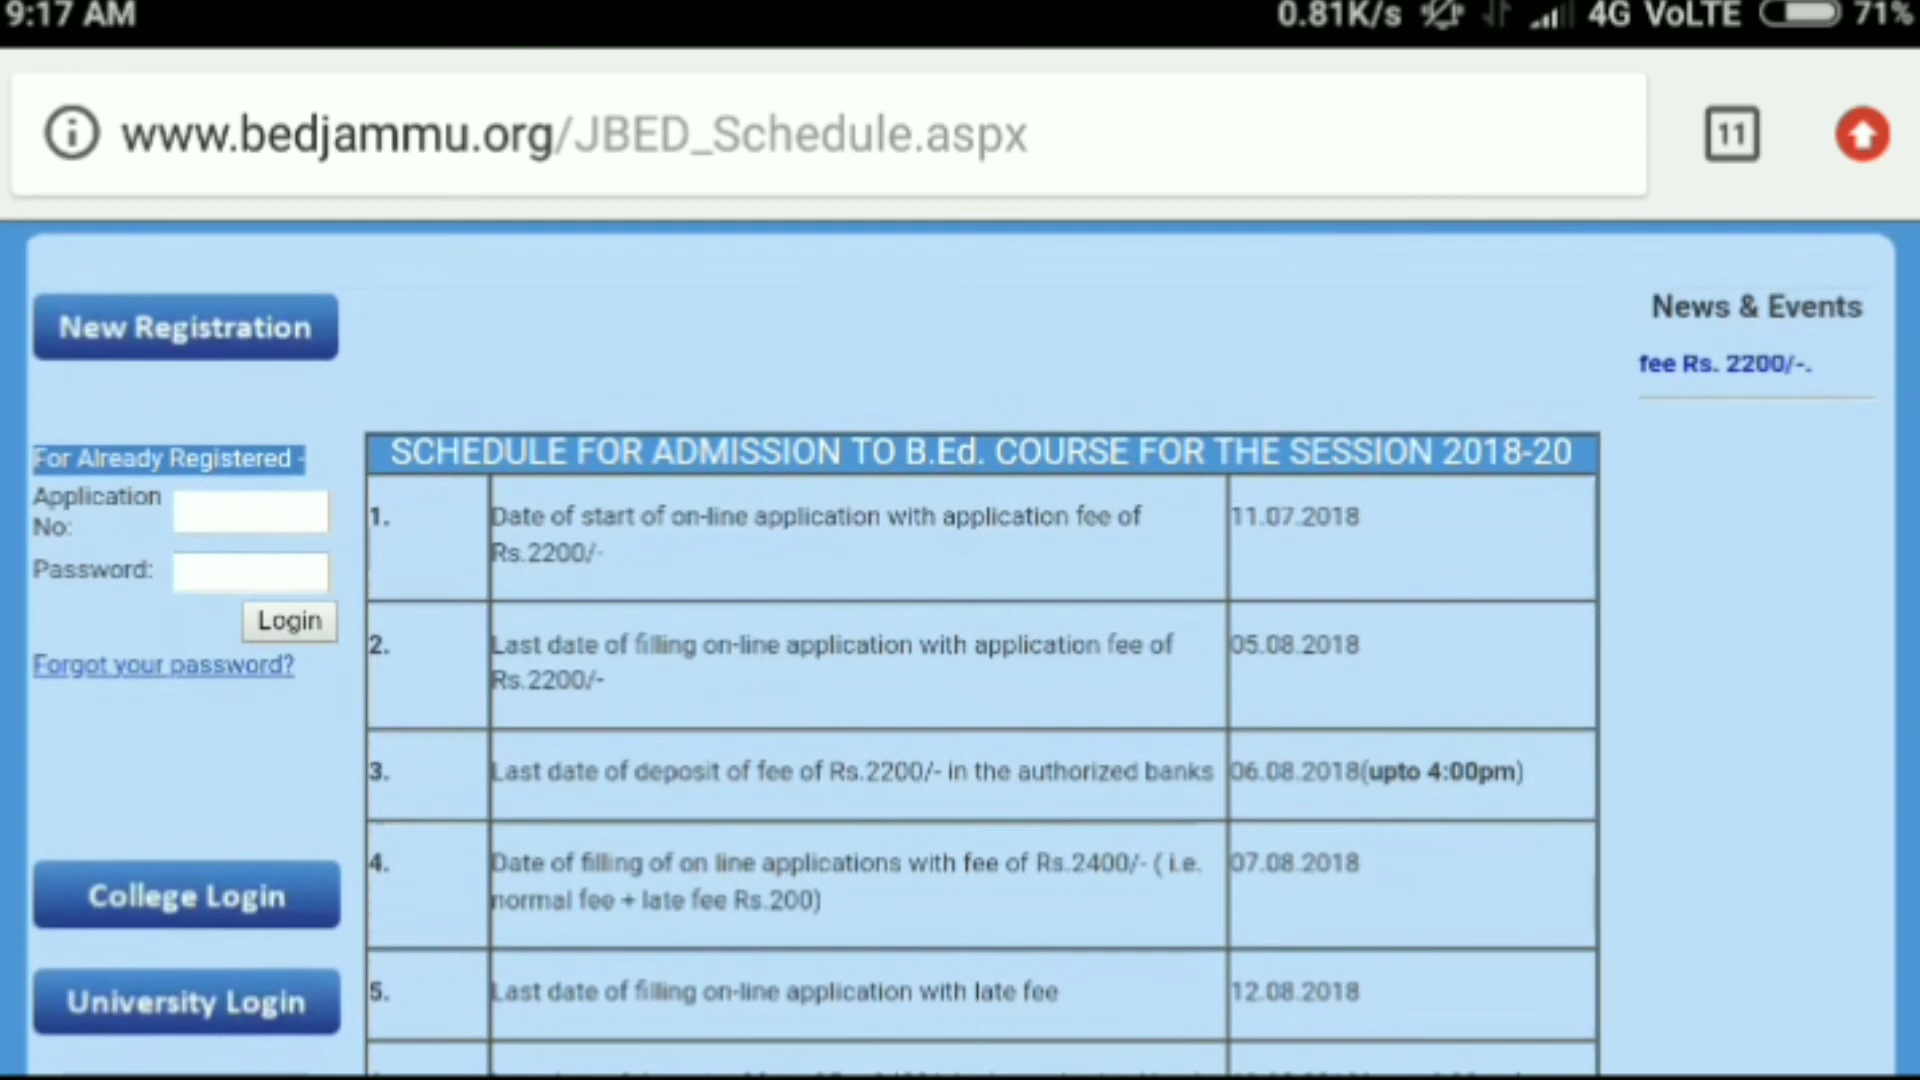 9:17 AM
0.81K/s 4G VoLTE 71%
www.bedjammu.org/JBED_Schedule.aspx
11
New Registration
News & Events
fee Rs. 2200/-.
For Already Registered -
Application
No:
Password:
Login
Forgot your password?
College Login
University Login
SCHEDULE FOR ADMISSION TO B.Ed. COURSE FOR THE SESSION 2018-20
1. Date of start of on-line application with application fee of 11.07.2018
Rs.2200/-
2. Last date of filling on-line application with application fee of 05.08.2018
Rs.2200/-
3. Last date of deposit of fee of Rs.2200/- in the authorized banks 06.08.2018(upto 4:00pm)
4. Date of filling of on line applications with fee of Rs.2400/- ( i.e. 07.08.2018
normal fee + late fee Rs.200)
5. Last date of filling on-line application with late fee 12.08.2018